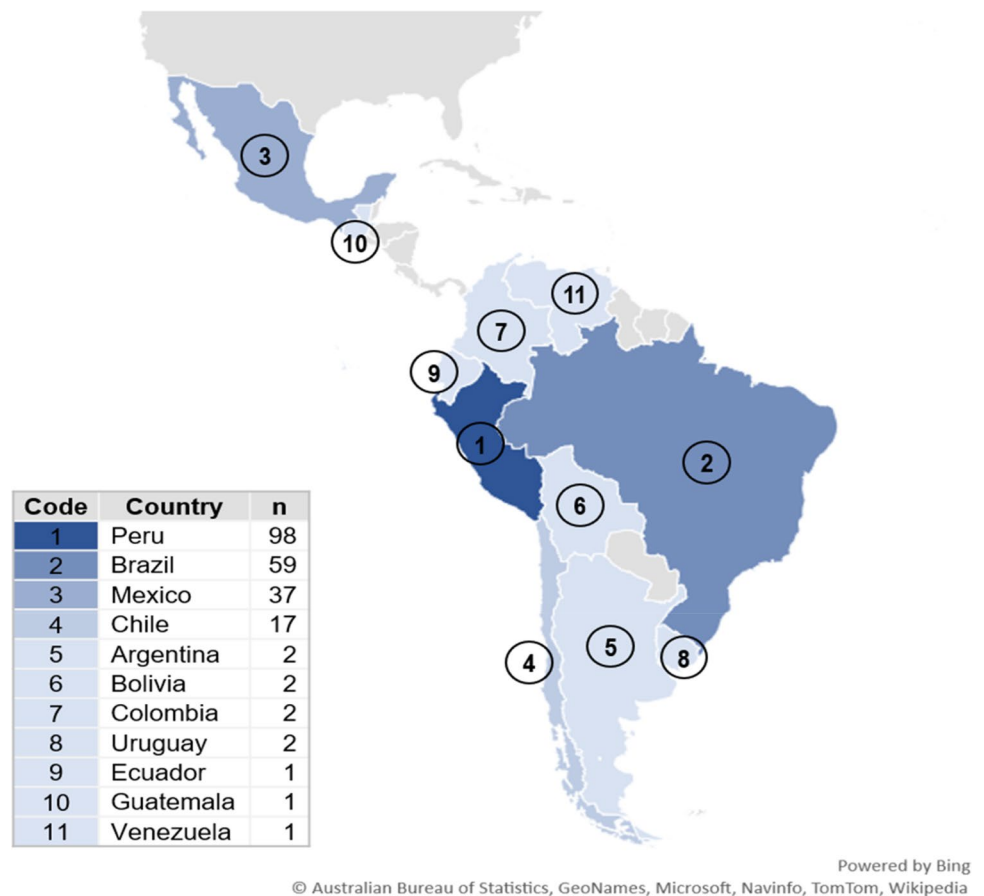 3
10
11
7
9
1
2
6
5
4
8
Code Country n
1 Peru 98
2 Brazil 59
3 Mexico 37
4 Chile 17
5 Argentina 2
6 Bolivia 2
7 Colombia 2
8 Uruguay 2
9 Ecuador 1
10 Guatemala 1
11 Venezuela 1
Powered by Bing
© Australian Bureau of Statistics, GeoNames, Microsoft, Navinfo, TomTom, Wikipedia